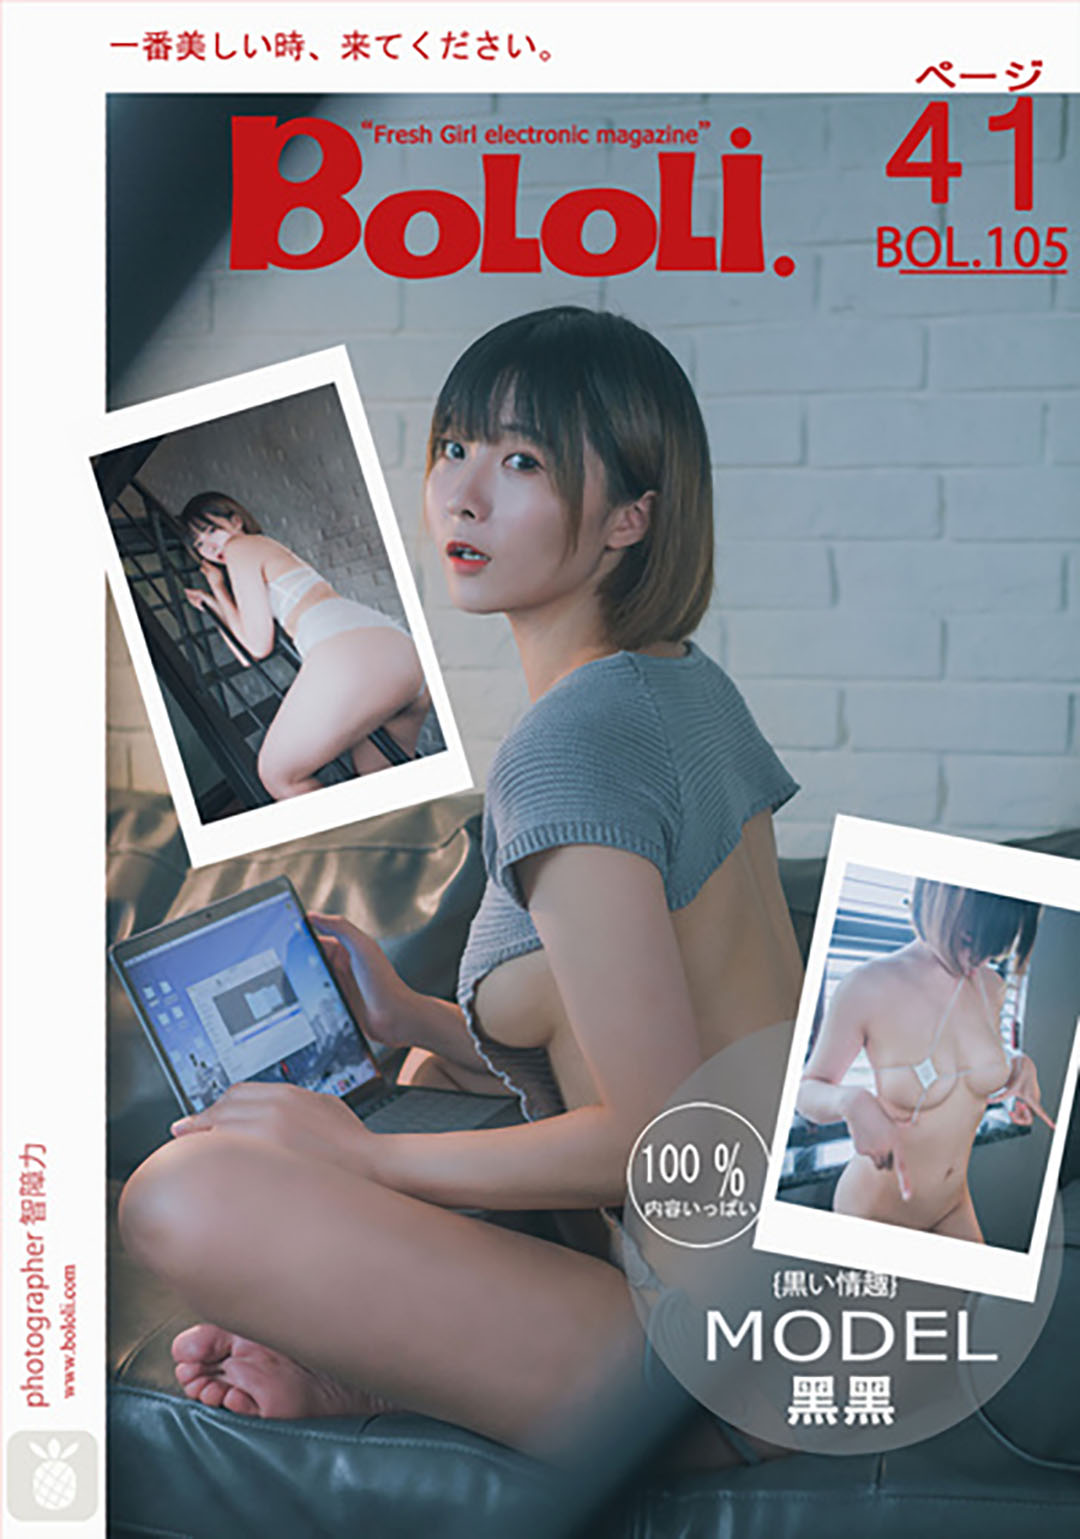 一番美しい時、来てください。
ページ
41
BOL.105
“Fresh Girl electronic magazine”
BoLoLi.
100 %
内容いっぱい
{黒い情趣}
MODEL
黑黑
photographer 智障力
www.bololi.com